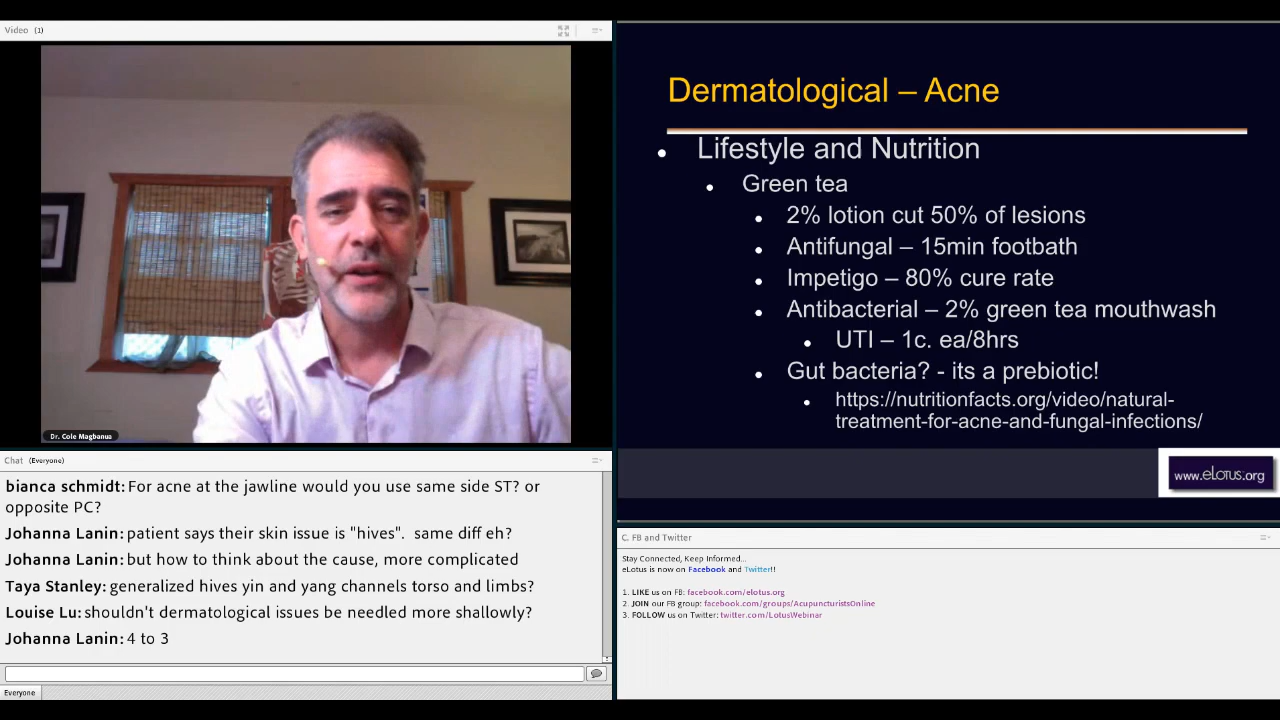 Video (1)
Dr. Cole Magbanua
Chat (Everyone)
bianca schmidt: For acne at the jawline would you use same side ST? or
opposite PC?
Johanna Lanin: patient says their skin issue is "hives".  same diff eh?
Johanna Lanin: but how to think about the cause, more complicated
Taya Stanley: generalized hives yin and yang channels torso and limbs?
Louise Lu: shouldn't dermatological issues be needled more shallowly?
Johanna Lanin: 4 to 3
Everyone
Dermatological – Acne
Lifestyle and Nutrition
Green tea
2% lotion cut 50% of lesions
Antifungal – 15min footbath
Impetigo – 80% cure rate
Antibacterial – 2% green tea mouthwash
UTI – 1c. ea/8hrs
Gut bacteria? - its a prebiotic!
https://nutritionfacts.org/video/natural-
treatment-for-acne-and-fungal-infections/
www.eLotus.org
C. FB and Twitter
Stay Connected, Keep Informed...
eLotus is now on Facebook and Twitter!!
1. LIKE us on FB: facebook.com/elotus.org
2. JOIN our FB group: facebook.com/groups/AcupuncturistsOnline
3. FOLLOW us on Twitter: twitter.com/LotusWebinar